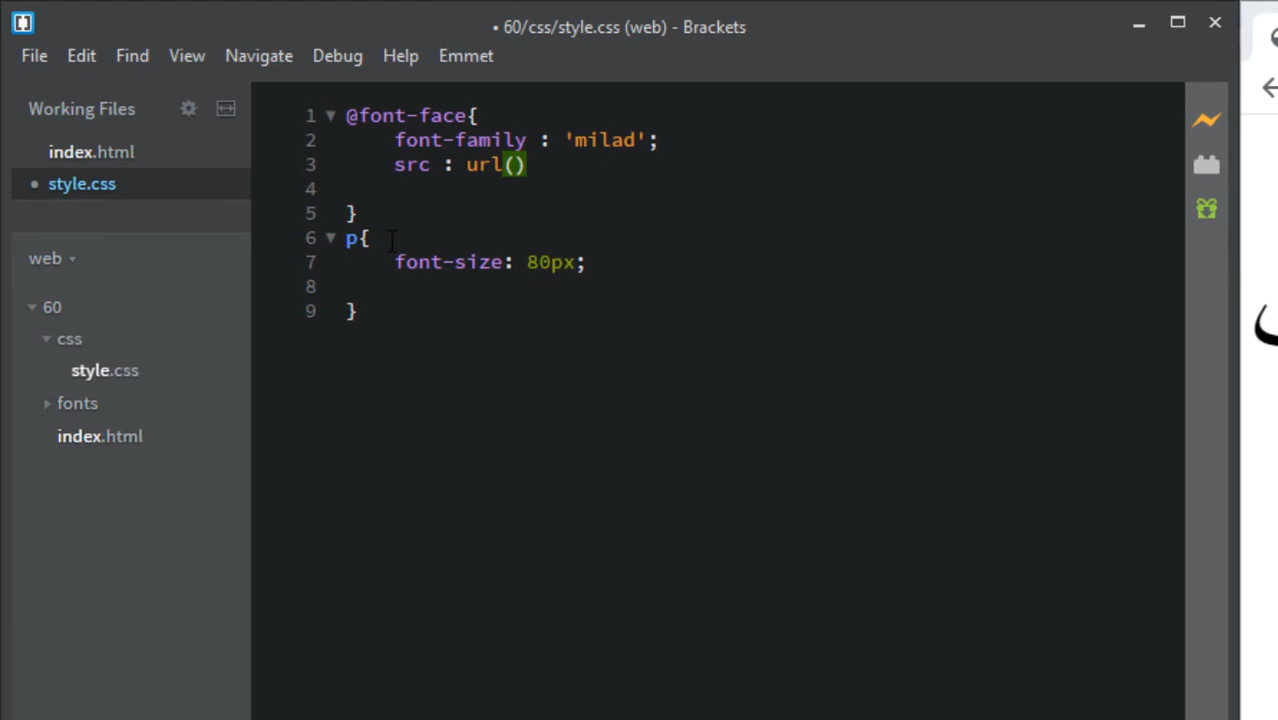 • 60/css/style.css (web) - Brackets
File Edit Find View Navigate Debug Help Emmet
Working Files
index.html
• style.css
web
60
css
style.css
fonts
index.html
1 @font-face{
2 font-family : 'milad';
3 src : url()
4
5 }
6 p{
7 font-size: 80px;
8
9 }